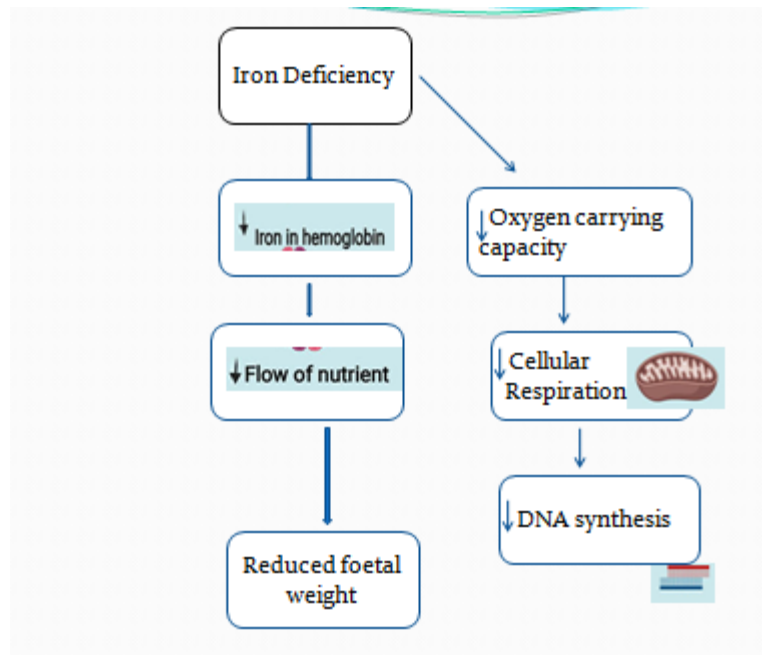 Iron Deficiency
↓ Iron in hemoglobin
↓ Oxygen carrying
capacity
↓ Flow of nutrient
↓ Cellular
Respiration
↓ DNA synthesis
Reduced foetal
weight